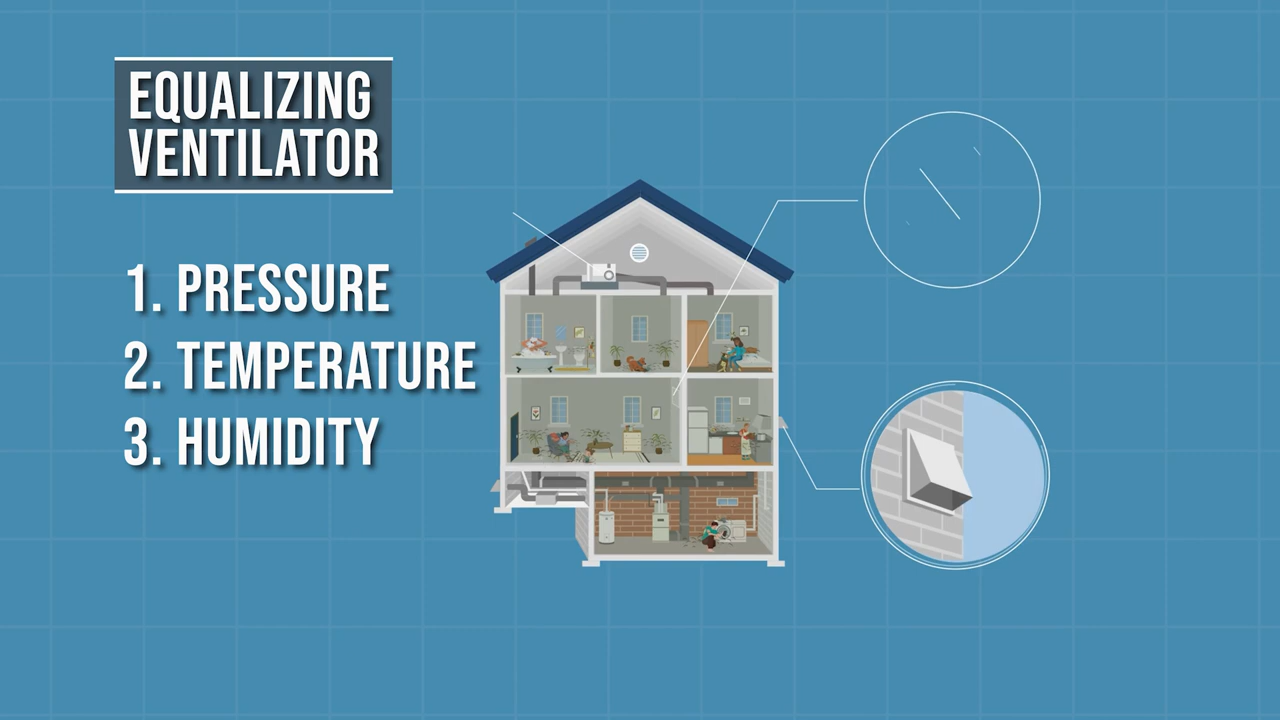 EQUALIZING
VENTILATOR
1. PRESSURE
2. TEMPERATURE
3. HUMIDITY